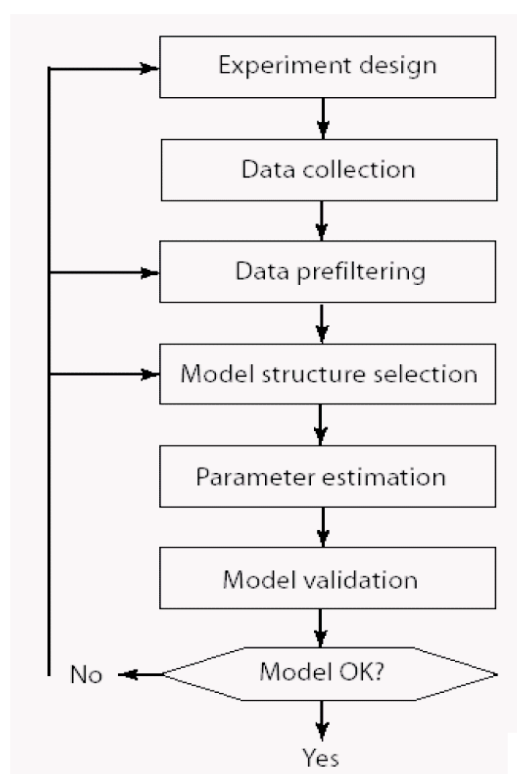 Experiment design
Data collection
Data prefiltering
Model structure selection
Parameter estimation
Model validation
Model OK?
No
Yes